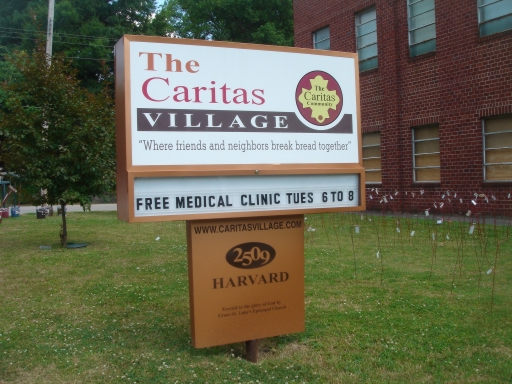 The
Caritas
VILLAGE
The
Caritas
Community
"Where friends and neighbors break bread together"
FREE MEDICAL CLINIC TUES 6 TO 8
WWW.CARITASVILLAGE.COM
2509
HARVARD